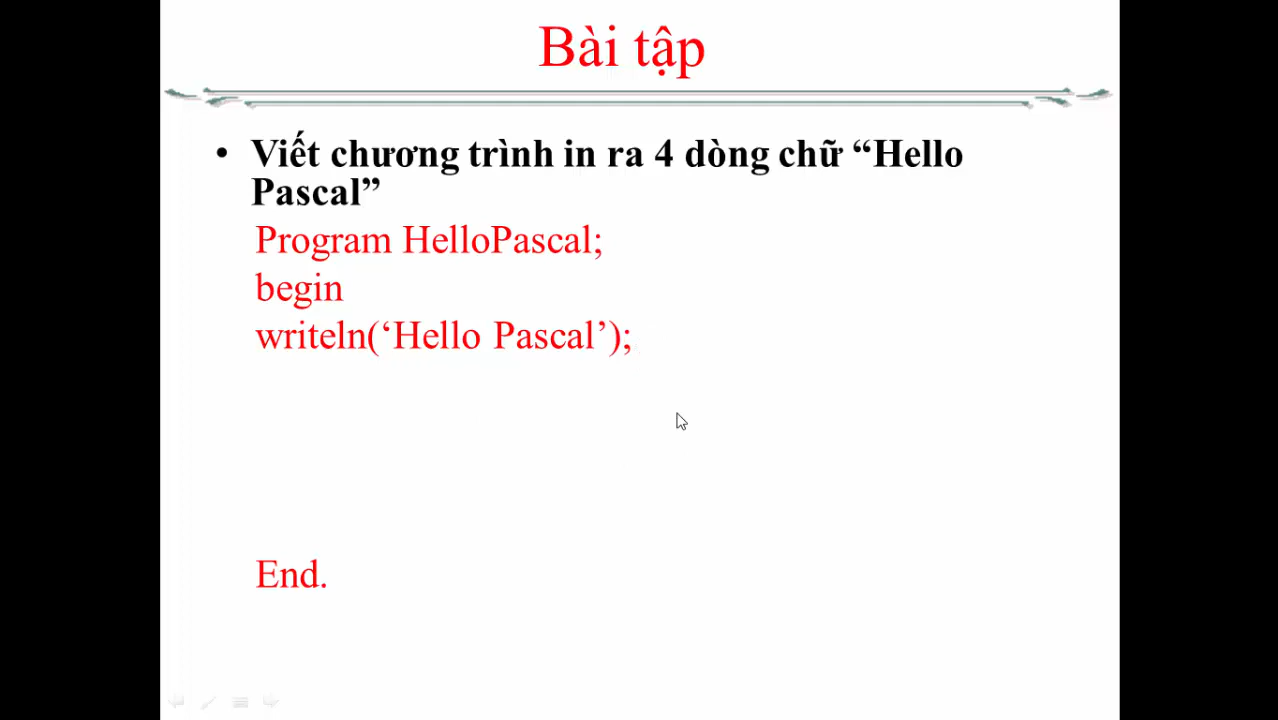 Bài tập
• Viết chương trình in ra 4 dòng chữ “Hello
Pascal”
Program HelloPascal;
begin
writeln(‘Hello Pascal’);
End.